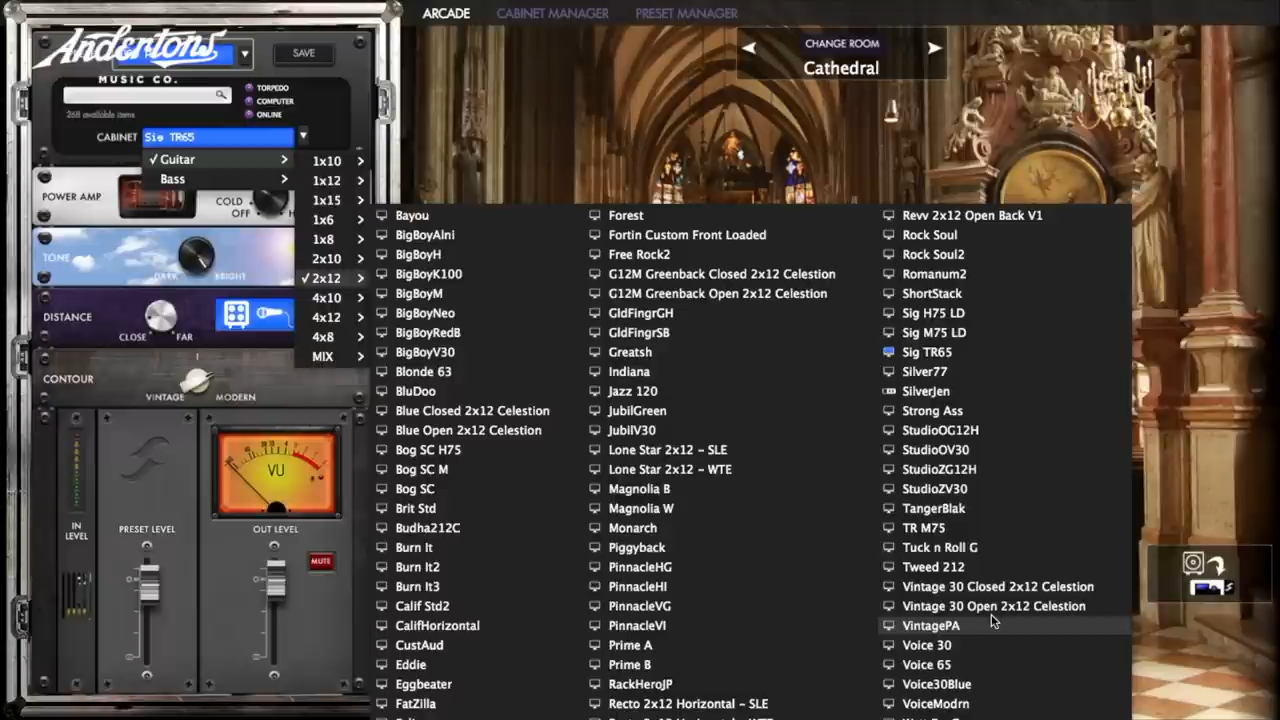 ARCADE
CABINET MANAGER
PRESET MANAGER
Andertons
MUSIC CO.
SAVE
CHANGE ROOM
Cathedral
TORPEDO
COMPUTER
ONLINE
268 available items
CABINET
Sig TR65
✓Guitar
Bass
1x10
1x12
1x15
1x6
1x8
2x10
✓2x12
4x10
4x12
4x8
MIX
POWER AMP
COLD
OFF
H
TONE
DARK
BRIGHT
DISTANCE
CLOSE
FAR
CONTOUR
VINTAGE
MODERN
IN
LEVEL
PRESET LEVEL
VU
OUT LEVEL
MUTE
Bayou
BigBoyAlni
BigBoyH
BigBoyK100
BigBoyM
BigBoyNeo
BigBoyRedB
BigBoyV30
Blonde 63
BluDoo
Blue Closed 2x12 Celestion
Blue Open 2x12 Celestion
Bog SC H75
Bog SC M
Bog SC
Brit Std
Budha212C
Burn It
Burn It2
Burn It3
Calif Std2
CalifHorizontal
CustAud
Eddie
Eggbeater
FatZilla
Forest
Fortin Custom Front Loaded
Free Rock2
G12M Greenback Closed 2x12 Celestion
G12M Greenback Open 2x12 Celestion
GldFingrGH
GldFingrSB
Greatsh
Indiana
Jazz 120
JubilGreen
JubilV30
Lone Star 2x12 - SLE
Lone Star 2x12 - WTE
Magnolia B
Magnolia W
Monarch
Piggyback
PinnacleHG
PinnacleHI
PinnacleVG
PinnacleVI
Prime A
Prime B
RackHeroJP
Recto 2x12 Horizontal - SLE
Revv 2x12 Open Back V1
Rock Soul
Rock Soul2
Romanum2
ShortStack
Sig H75 LD
Sig M75 LD
Sig TR65
Silver77
SilverJen
Strong Ass
StudioOG12H
StudioOV30
StudioZG12H
StudioZV30
TangerBlak
TR M75
Tuck n Roll G
Tweed 212
Vintage 30 Closed 2x12 Celestion
Vintage 30 Open 2x12 Celestion
VintagePA
Voice 30
Voice 65
Voice30Blue
VoiceModrn